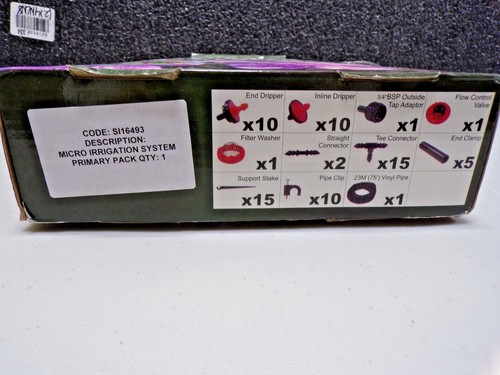 CODE: SI16493
DESCRIPTION:
MICRO IRRIGATION SYSTEM
PRIMARY PACK QTY: 1
End Dripper
x10
Inline Dripper
x10
3/4"BSP Outside
Tap Adaptor
x1
Flow Control
Valve
x1
Filter Washer
x1
Straight
Connector
x2
Tee Connector
x15
End Clamp
x5
Support Stake
x15
Pipe Clip
x10
23M (75') Vinyl Pipe
x1